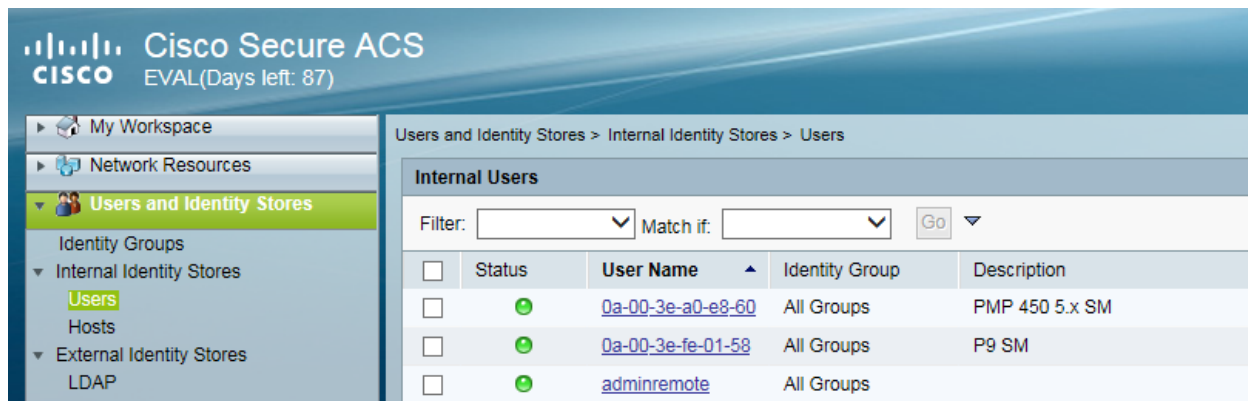 Cisco Secure ACS
CISCO
EVAL(Days left: 87)
My Workspace
Network Resources
Users and Identity Stores
Identity Groups
Internal Identity Stores
Users
Hosts
External Identity Stores
LDAP
Users and Identity Stores > Internal Identity Stores > Users
Internal Users
Filter: Match if: Go
Status User Name Identity Group Description
0a-00-3e-a0-e8-60 All Groups PMP 450 5.x SM
0a-00-3e-fe-01-58 All Groups P9 SM
adminremote All Groups